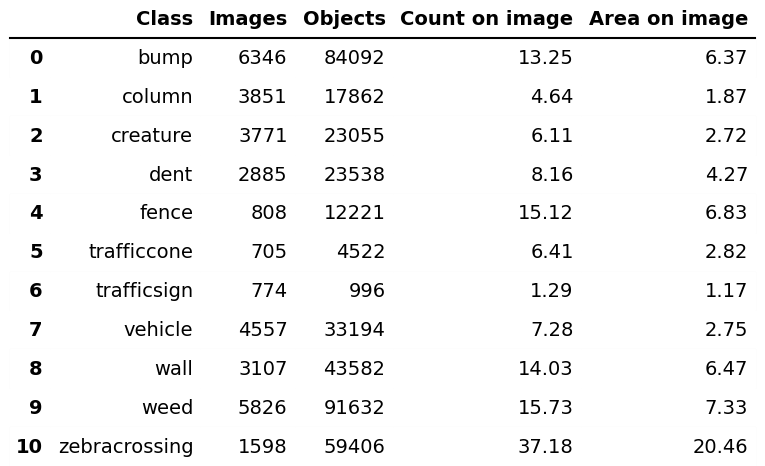 Class Images Objects Count on image Area on image
0 bump 6346 84092 13.25 6.37
1 column 3851 17862 4.64 1.87
2 creature 3771 23055 6.11 2.72
3 dent 2885 23538 8.16 4.27
4 fence 808 12221 15.12 6.83
5 trafficcone 705 4522 6.41 2.82
6 trafficsign 774 996 1.29 1.17
7 vehicle 4557 33194 7.28 2.75
8 wall 3107 43582 14.03 6.47
9 weed 5826 91632 15.73 7.33
10 zebracrossing 1598 59406 37.18 20.46